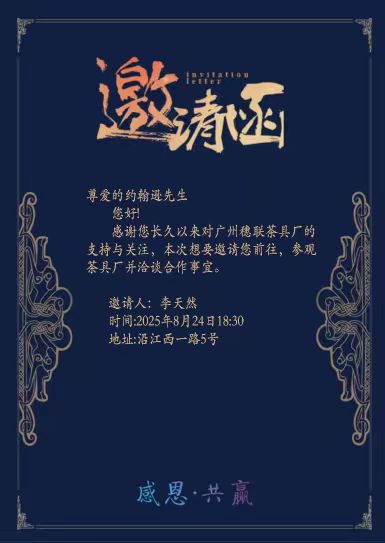 邀请函
invitation
letter
尊爱的约翰逊先生
您好!
感谢您长久以来对广州穗联茶具厂的
支持与关注，本次想要邀请您前往，参观
茶具厂并洽谈合作事宜。
邀请人：李天然
时间:2025年8月24日18:30
地址:沿江西一路5号
感恩·共赢